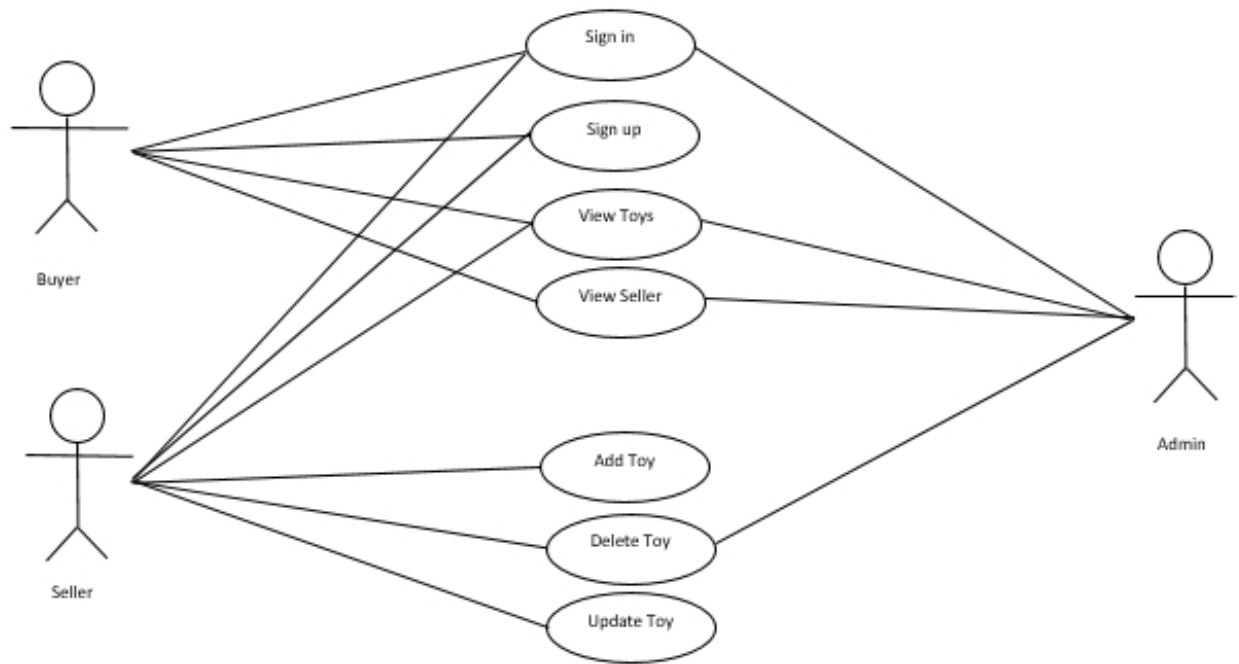 Sign in
Sign up
View Toys
View Seller
Buyer
Admin
Add Toy
Delete Toy
Seller
Update Toy